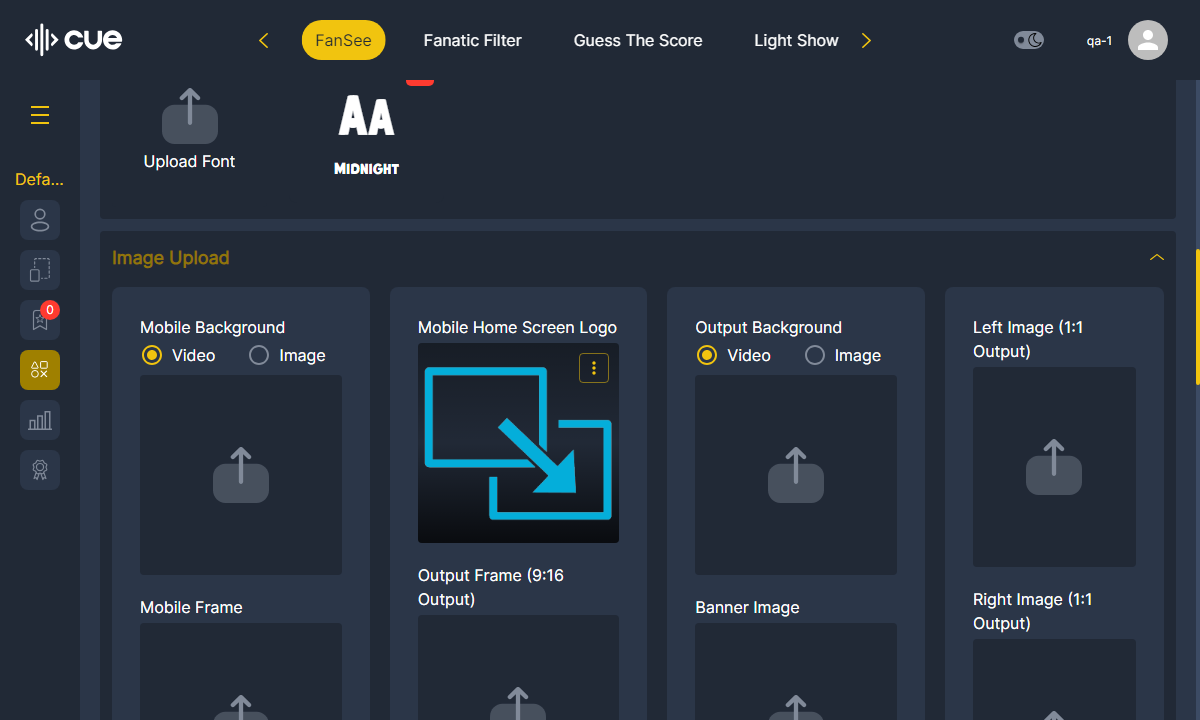 cue
FanSee
Fanatic Filter
Guess The Score
Light Show
qa-1
Defa...
0
Upload Font
AA
MIDNIGHT
Image Upload
Mobile Background
Video
Image
Mobile Frame
Mobile Home Screen Logo
Output Frame (9:16
Output)
Output Background
Video
Image
Banner Image
Left Image (1:1
Output)
Right Image (1:1
Output)